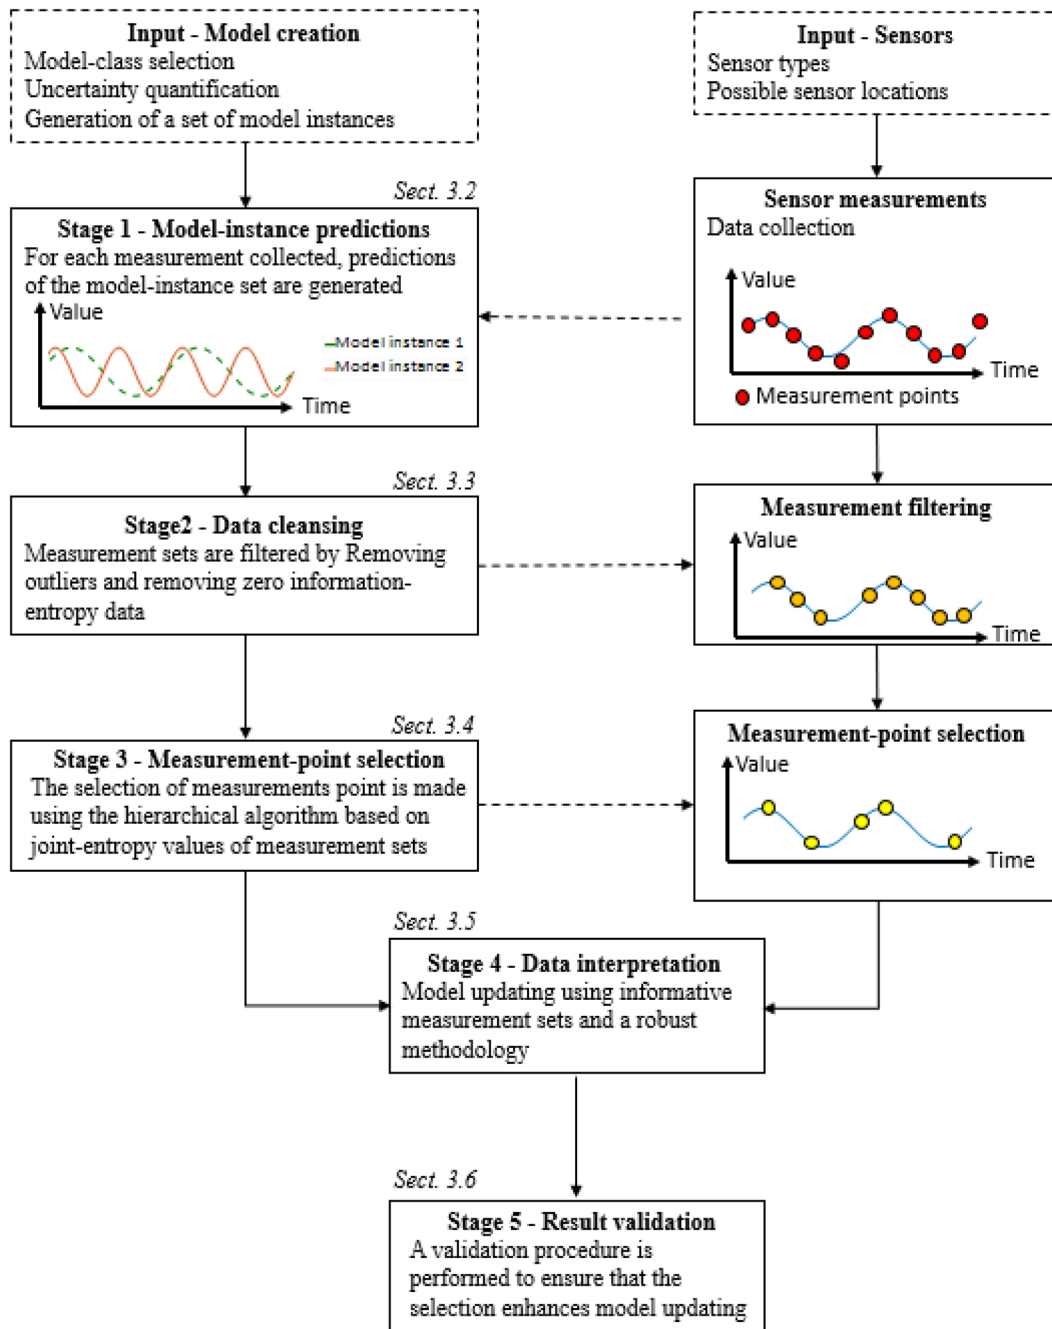 Input - Model creation
Model-class selection
Uncertainty quantification
Generation of a set of model instances
Input - Sensors
Sensor types
Possible sensor locations
Sect. 3.2
Stage 1 - Model-instance predictions
For each measurement collected, predictions
of the model-instance set are generated
Value
Model instance 1
Model instance 2
Time
Sensor measurements
Data collection
Value
Time
Measurement points
Sect. 3.3
Stage2 - Data cleansing
Measurement sets are filtered by Removing
outliers and removing zero information-
entropy data
Measurement filtering
Value
Time
Sect. 3.4
Stage 3 - Measurement-point selection
The selection of measurements point is made
using the hierarchical algorithm based on
joint-entropy values of measurement sets
Measurement-point selection
Value
Time
Sect. 3.5
Stage 4 - Data interpretation
Model updating using informative
measurement sets and a robust
methodology
Sect. 3.6
Stage 5 - Result validation
A validation procedure is
performed to ensure that the
selection enhances model updating